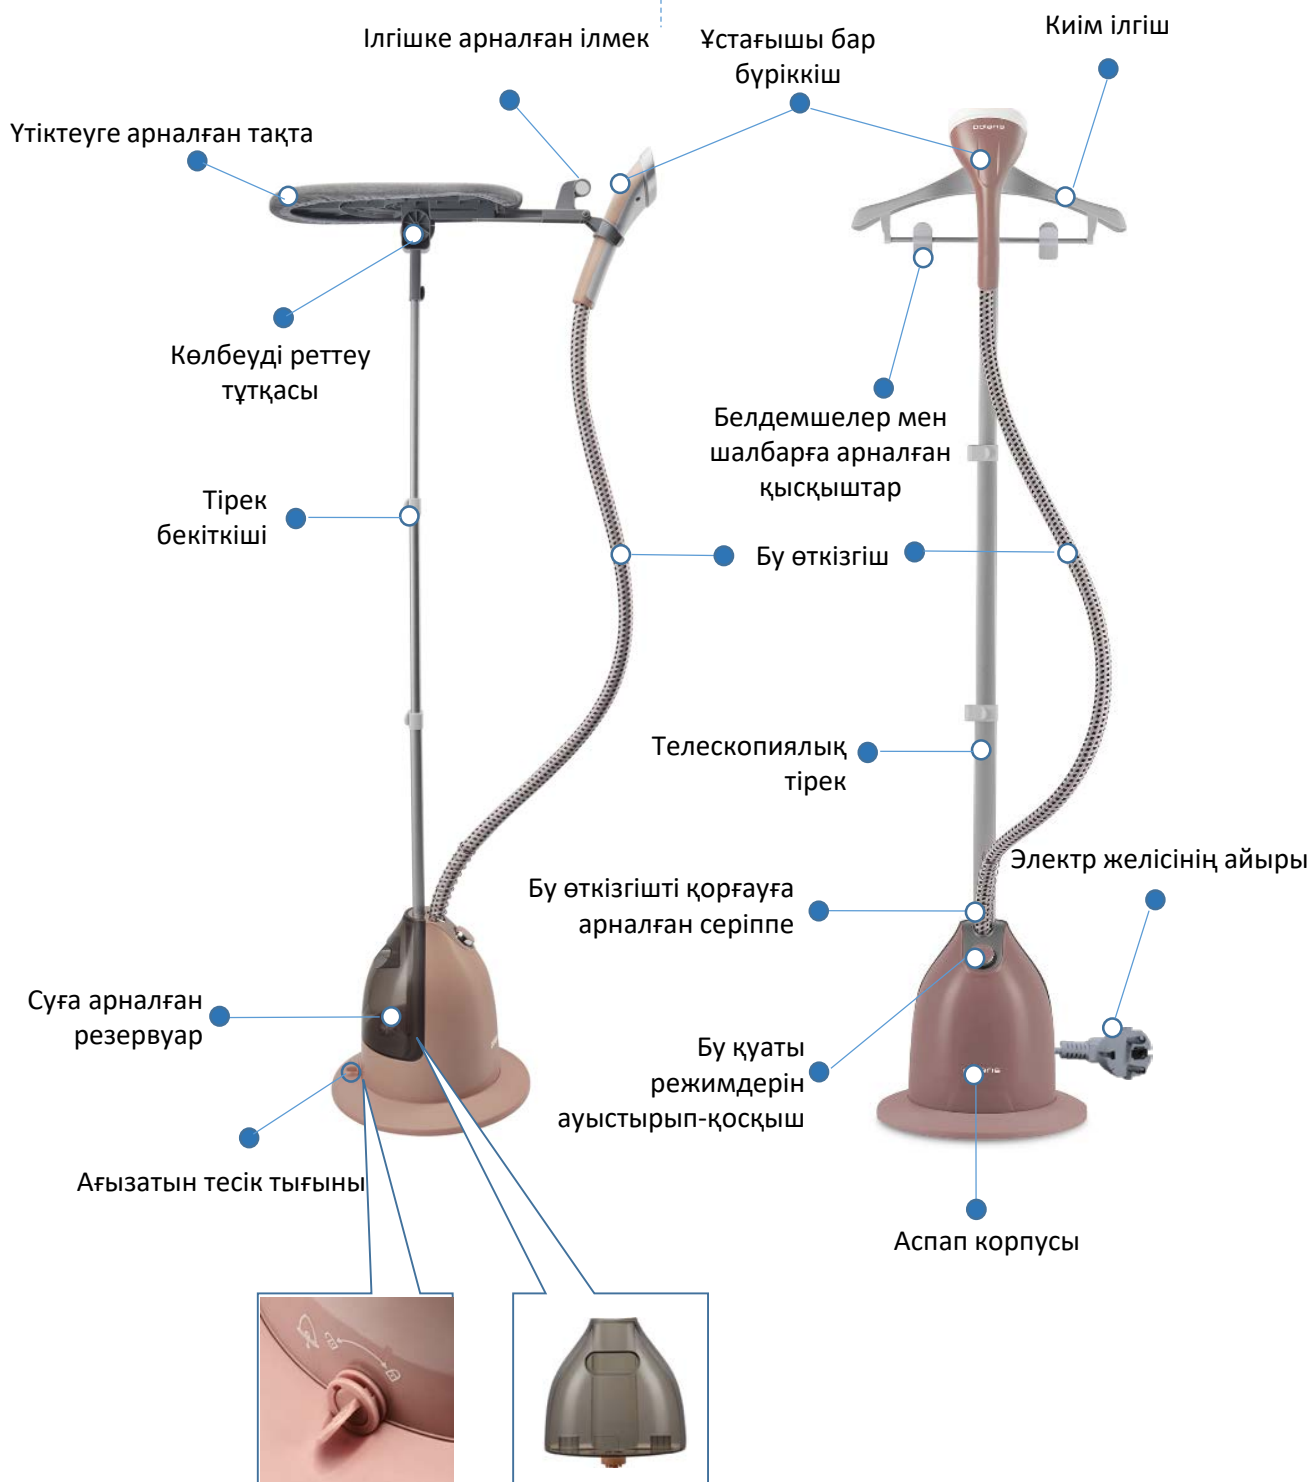 Ілгішке арналған ілмек
Ұстағышы бар
бүріккіш
Киім ілгіш
Үтіктеуге арналған тақта
polaris
Көлбеуді реттеу
тұтқасы
Белдемшелер мен
шалбарға арналған
қысқыштар
Тірек
бекіткіші
Бу өткізгіш
Телескопиялық
тірек
Электр желісінің айыры
Бу өткізгішті қорғауға
арналған серіппе
Суға арналған
резервуар
Бу қуаты
режимдерін
ауыстырып-қосқыш
Ағызатын тесік тығыны
Аспап корпусы